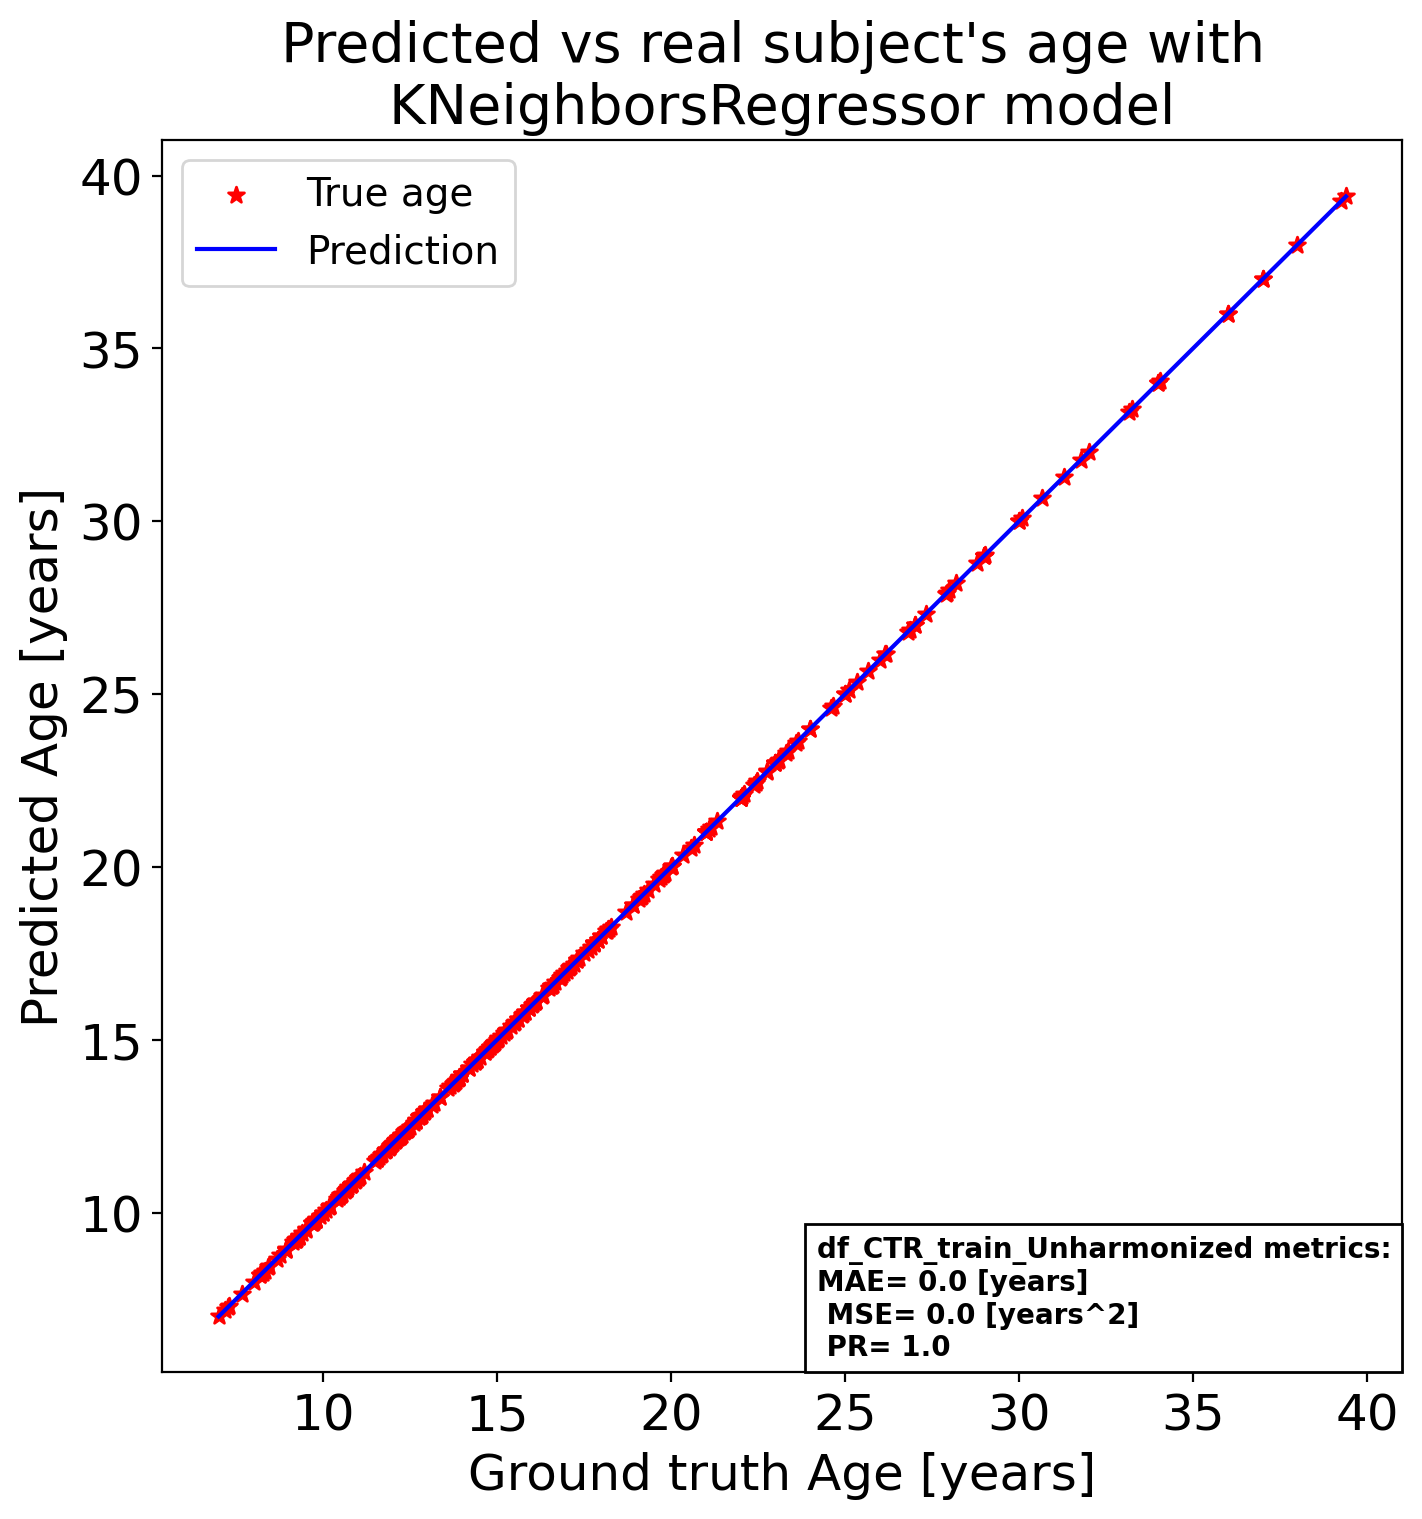 Predicted vs real subject's age with
KNeighborsRegressor model
True age
Prediction
40
35
30
25
20
15
10
Predicted Age [years]
df_CTR_train_Unharmonized metrics:
MAE= 0.0 [years]
MSE= 0.0 [years^2]
PR= 1.0
10 15 20 25 30 35 40
Ground truth Age [years]